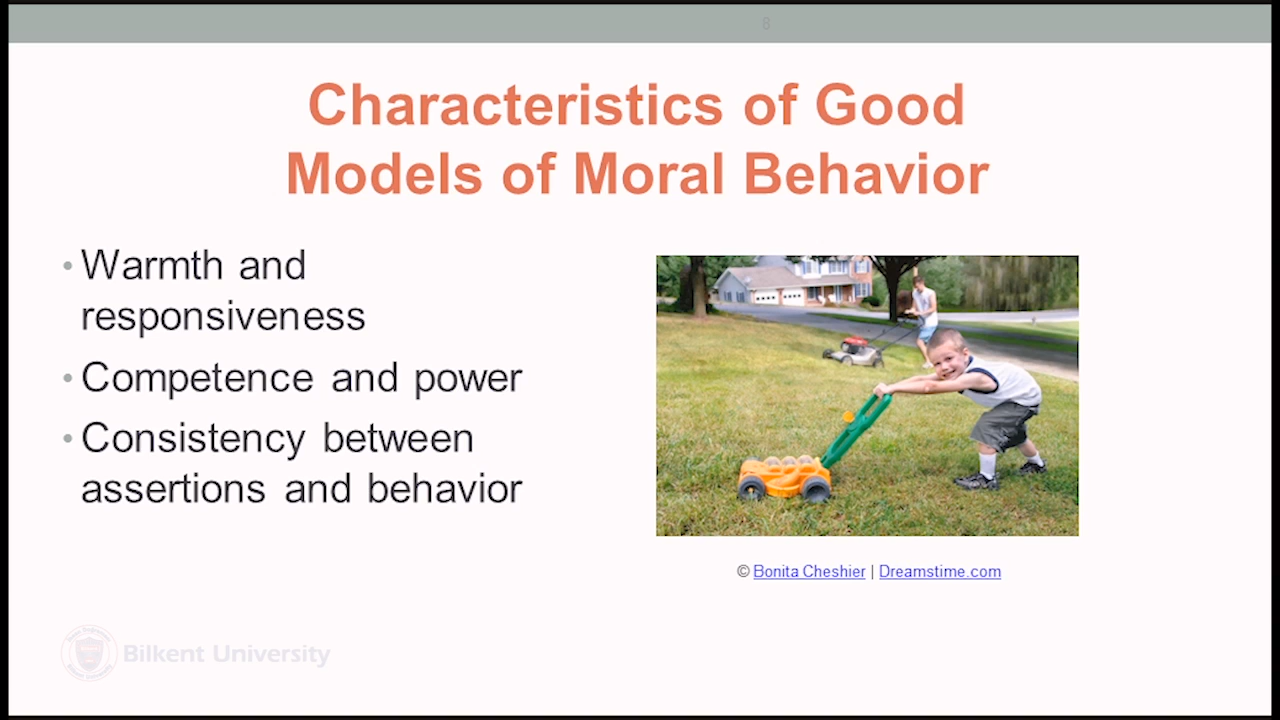 8
Characteristics of Good
Models of Moral Behavior
• Warmth and
responsiveness
• Competence and power
• Consistency between
assertions and behavior
© Bonita Cheshier | Dreamstime.com
Bilkent University